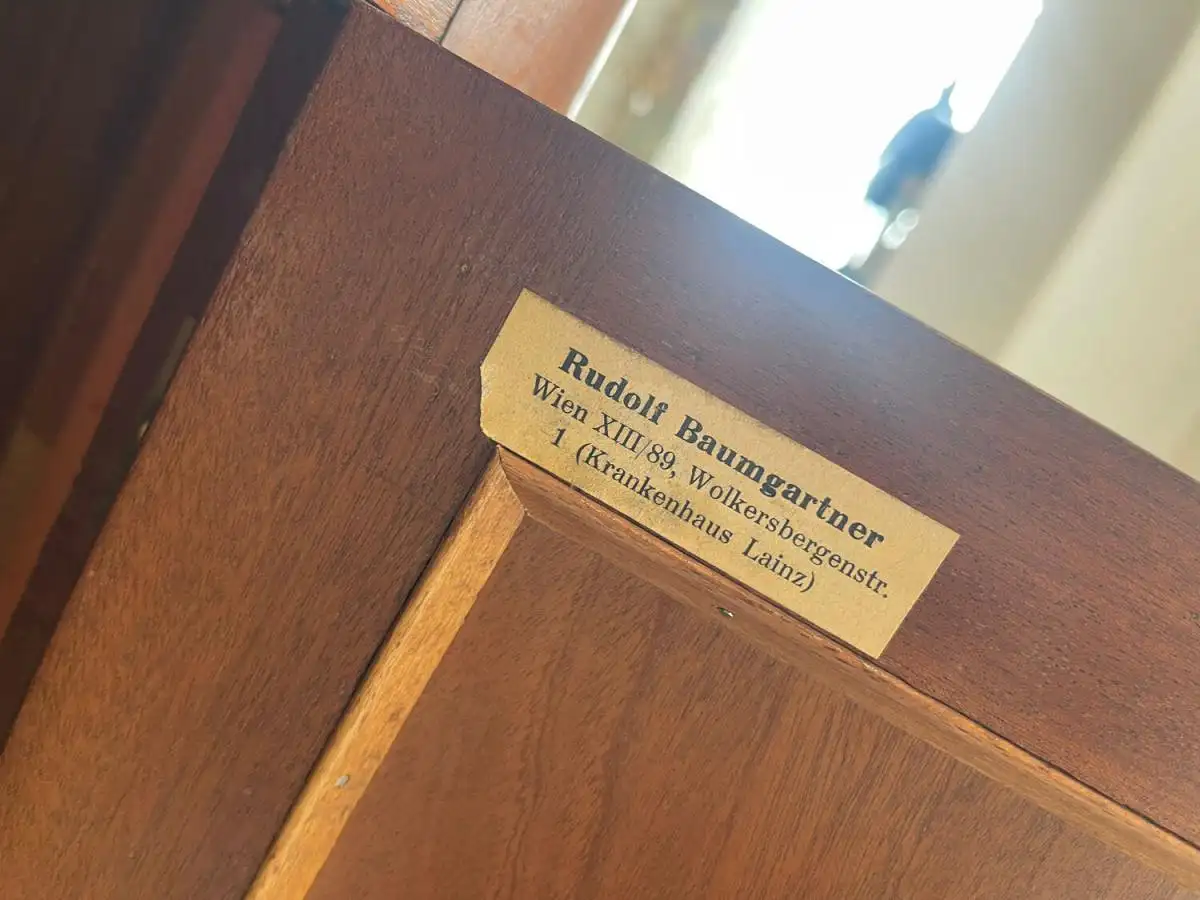 Rudolf Baumgartner
Wien XIII/89, Wolkersbergenstr.
1 (Krankenhaus Lainz)